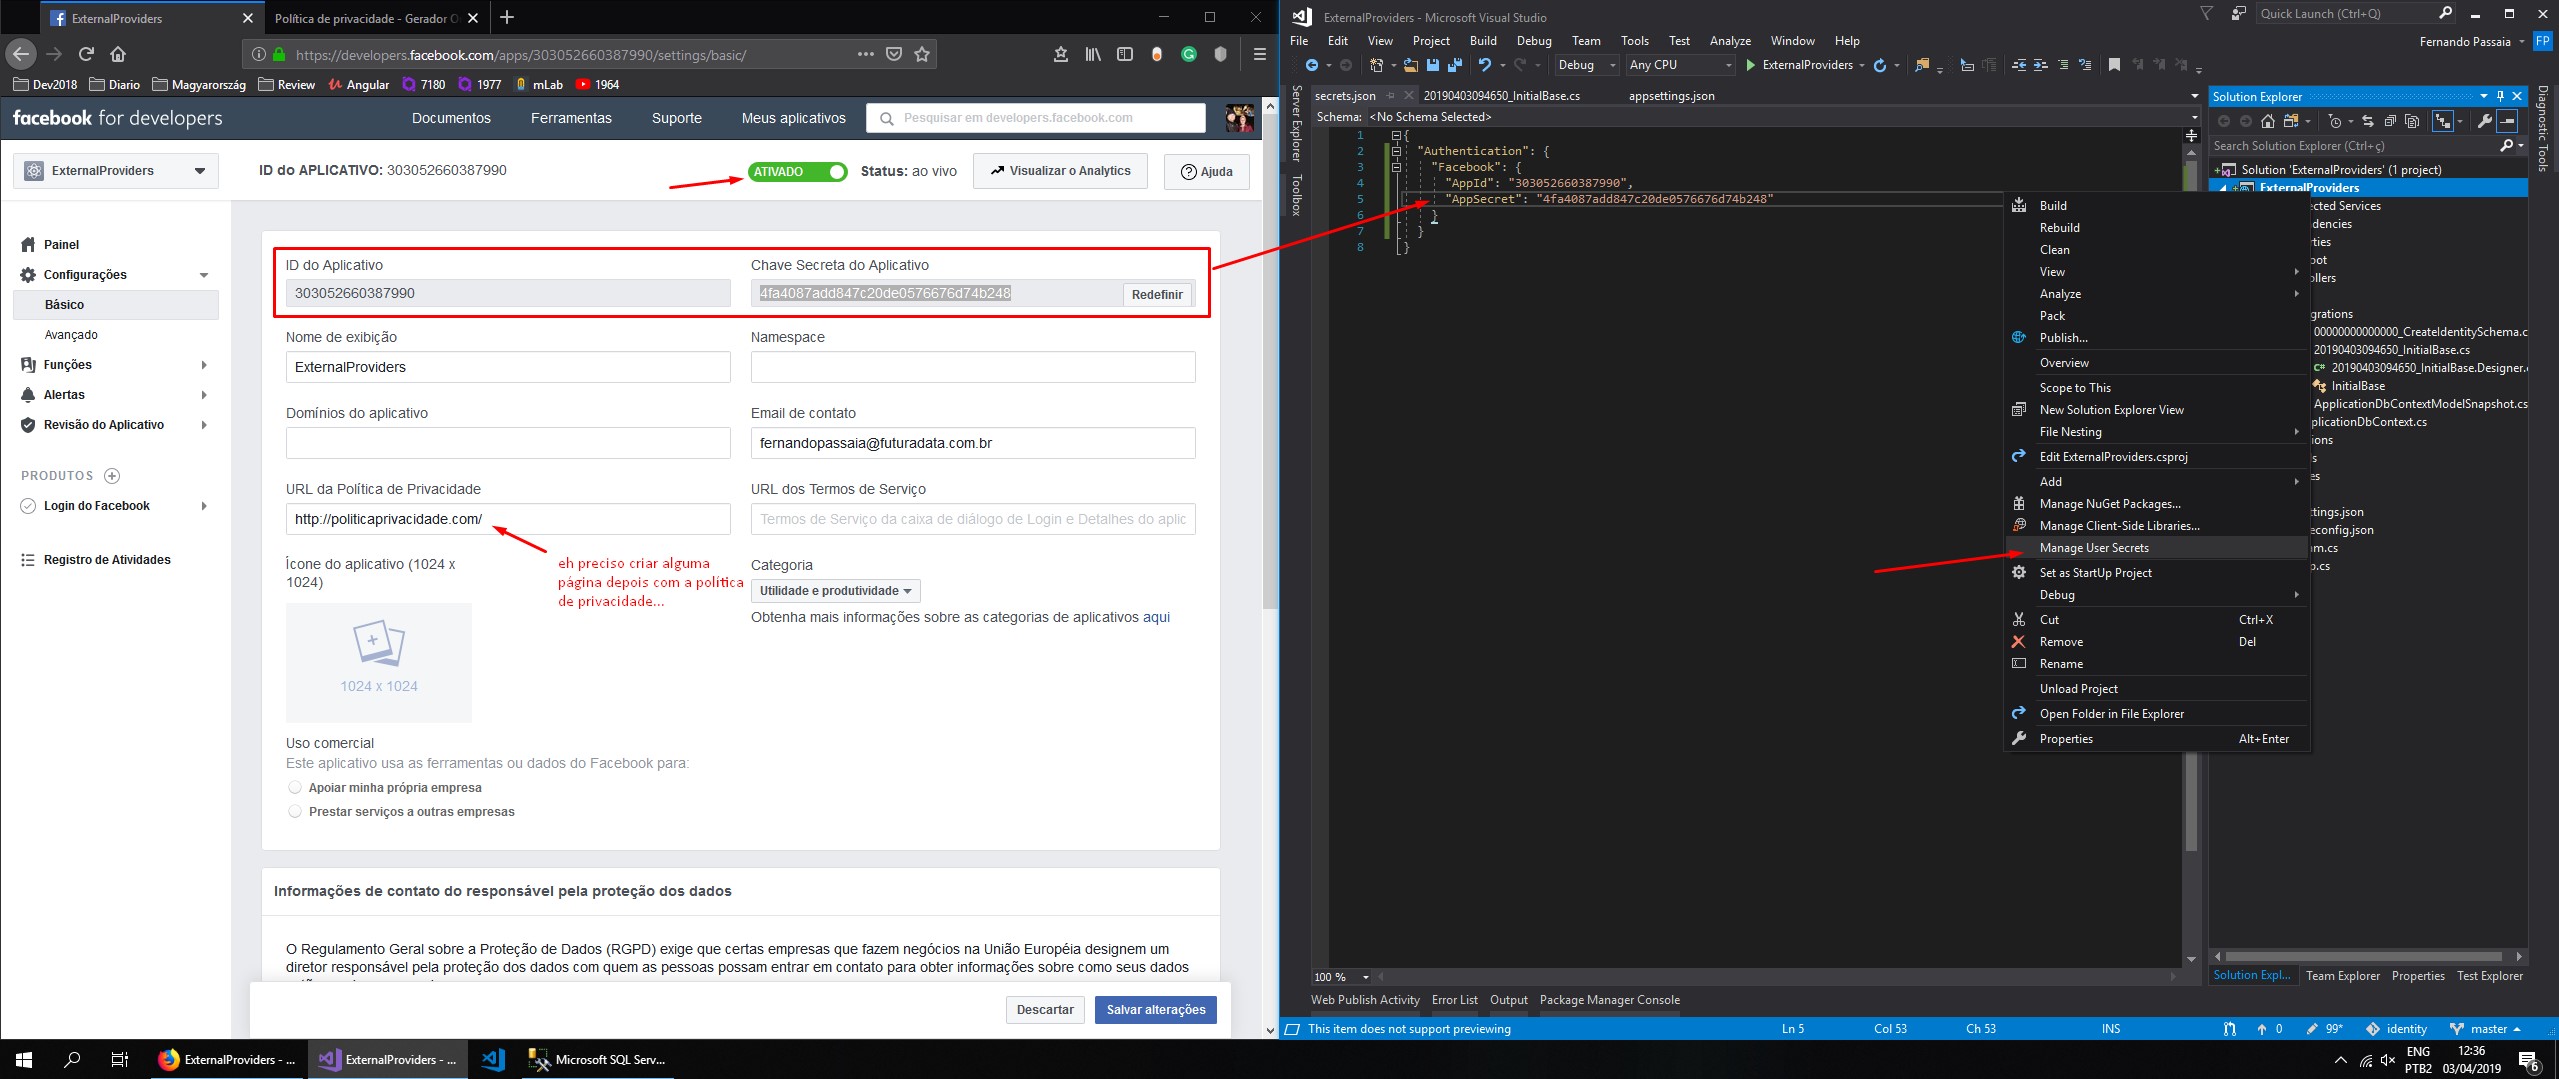 ExternalProviders
Política de privacidade - Gerador O
https://developers.facebook.com/apps/303052660387990/settings/basic/
Dev2018 Diario Magyarország Review Angular 7180 1977 mLab 1964
facebook for developers
Documentos Ferramentas Suporte Meus aplicativos Pesquisar em developers.facebook.com
ExternalProviders
ID do APLICATIVO: 303052660387990
ATIVADO
Status: ao vivo
Visualizar o Analytics
Ajuda
Painel
Configurações
Básico
Avançado
Funções
Alertas
Revisão do Aplicativo
PRODUTOS
Login do Facebook
Registro de Atividades
ID do Aplicativo
303052660387990
Chave Secreta do Aplicativo
4fa4087add847c20de0576676d74b248
Redefinir
Nome de exibição
ExternalProviders
Namespace
Domínios do aplicativo
Email de contato
fernandopassaia@futuradata.com.br
URL da Política de Privacidade
http://politicaprivacidade.com/
URL dos Termos de Serviço
Termos de Serviço da caixa de diálogo de Login e Detalhes do aplic
eh preciso criar alguma
página depois com a política
de privacidade...
Ícone do aplicativo (1024 x
1024)
1024 x 1024
Categoria
Utilidade e produtividade
Obtenha mais informações sobre as categorias de aplicativos aqui
Uso comercial
Este aplicativo usa as ferramentas ou dados do Facebook para:
Apoiar minha própria empresa
Prestar serviços a outras empresas
Informações de contato do responsável pela proteção dos dados
O Regulamento Geral sobre a Proteção de Dados (RGPD) exige que certas empresas que fazem negócios na União Européia designem um
diretor responsável pela proteção dos dados com quem as pessoas possam entrar em contato para obter informações sobre como seus dados
Descartar
Salvar alterações
ExternalProviders - Microsoft Visual Studio
Quick Launch (Ctrl+Q)
File Edit View Project Build Debug Team Tools Test Analyze Window Help
Fernando Passaia FP
Debug Any CPU ExternalProviders
Server Explorer
Toolbox
secrets.json 20190403094650_InitialBase.cs appsettings.json
Schema: <No Schema Selected>
1 {
2 "Authentication": {
3 "Facebook": {
4 "AppId": "303052660387990",
5 "AppSecret": "4fa4087add847c20de0576676d74b248"
6 }
7 }
8 }
Build
Rebuild
Clean
View
Analyze
Pack
Publish...
Overview
Scope to This
New Solution Explorer View
File Nesting
Edit ExternalProviders.csproj
Add
Manage NuGet Packages...
Manage Client-Side Libraries...
Manage User Secrets
Set as StartUp Project
Debug
Cut Ctrl+X
Remove Del
Rename
Unload Project
Open Folder in File Explorer
Properties Alt+Enter
Solution Explorer
Search Solution Explorer (Ctrl+ç)
Solution 'ExternalProviders' (1 project)
ExternalProviders
ected Services
dencies
rties
oot
ollers
grations
00000000000000_CreateIdentitySchema.c
20190403094650_InitialBase.cs
C# 20190403094650_InitialBase.Designer.
InitialBase
ApplicationDbContextModelSnapshot.cs
plicationDbContext.cs
ions
s
es
ttings.json
econfig.json
m.cs
p.cs
Diagnostic Tools
100 %
Solution Expl... Team Explorer Properties Test Explorer
Web Publish Activity Error List Output Package Manager Console
This item does not support previewing Ln 5 Col 53 Ch 53 INS 0 99* identity master
ExternalProviders - ... ExternalProviders - ... Microsoft SQL Serv...
ENG
PTB2
12:36
03/04/2019
6